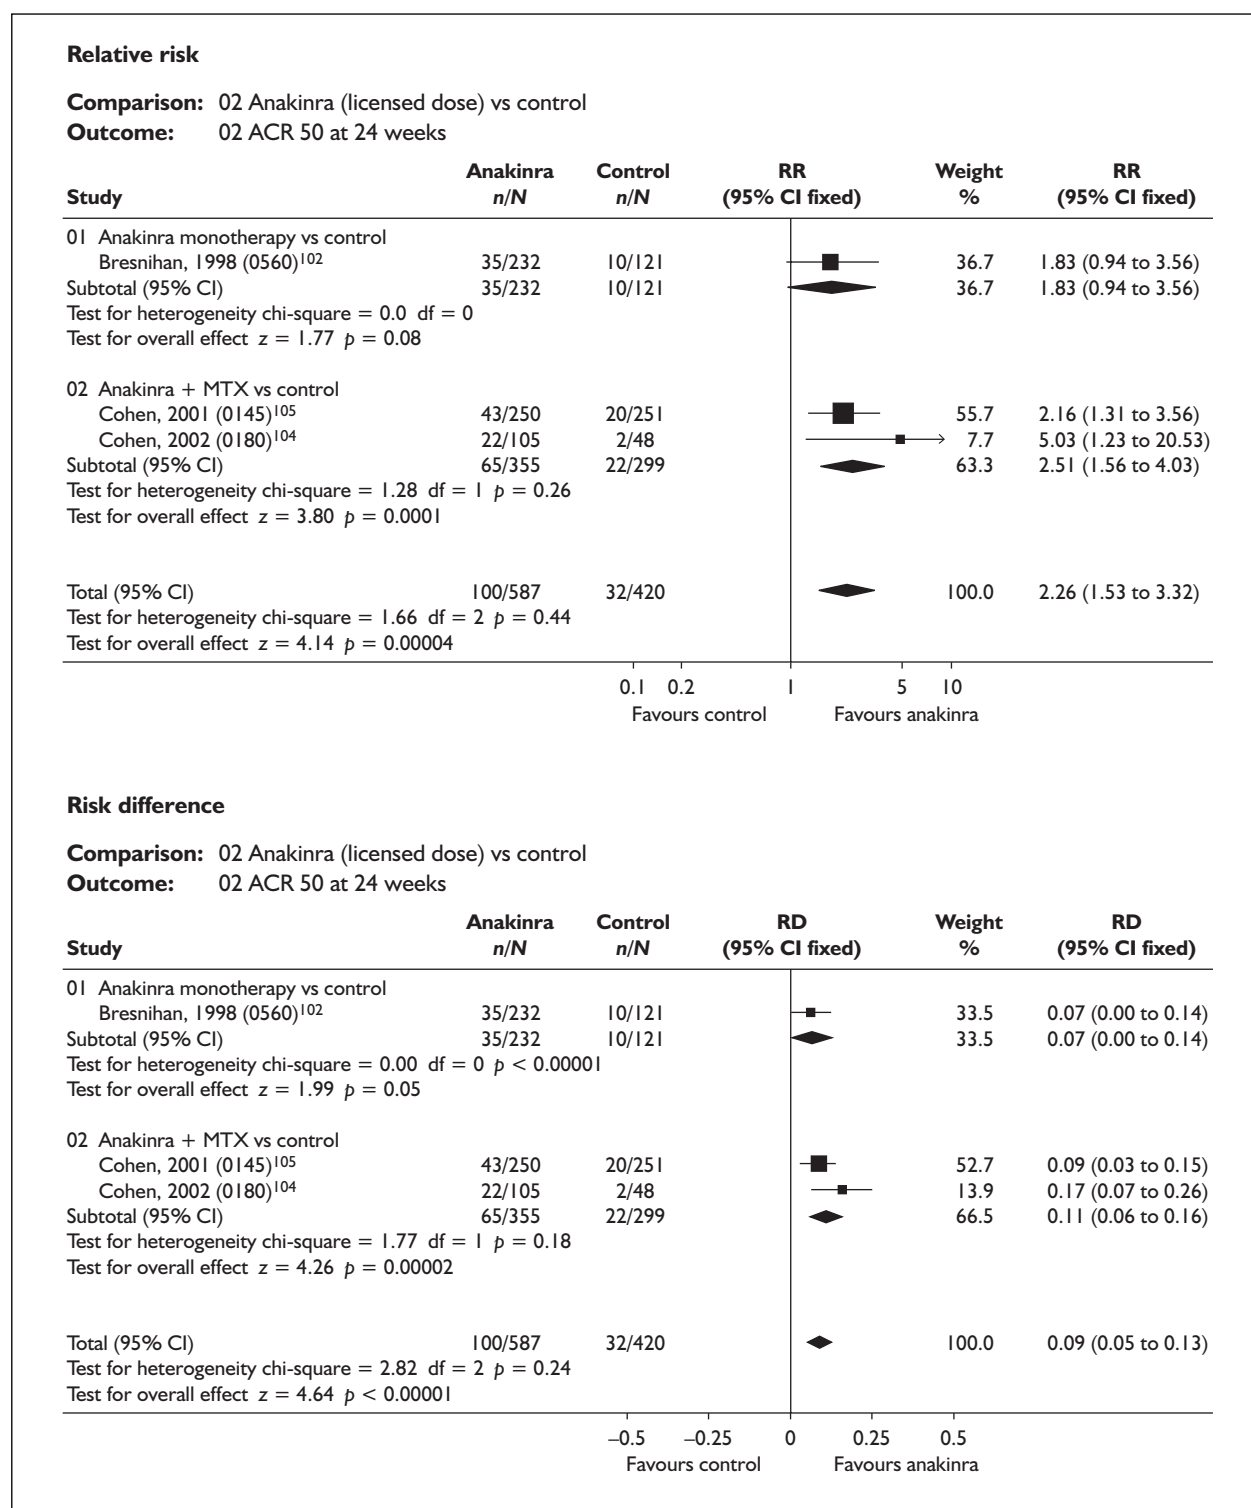 Relative risk
Comparison: 02 Anakinra (licensed dose) vs control
Outcome: 02 ACR 50 at 24 weeks
Anakinra Control RR Weight RR
Study n/N n/N (95% CI fixed) % (95% CI fixed)
01 Anakinra monotherapy vs control
Bresnihan, 1998 (0560)102 35/232 10/121 36.7 1.83 (0.94 to 3.56)
Subtotal (95% CI) 35/232 10/121 36.7 1.83 (0.94 to 3.56)
Test for heterogeneity chi-square = 0.0 df = 0
Test for overall effect z = 1.77 p = 0.08
02 Anakinra + MTX vs control
Cohen, 2001 (0145)105 43/250 20/251 55.7 2.16 (1.31 to 3.56)
Cohen, 2002 (0180)104 22/105 2/48 7.7 5.03 (1.23 to 20.53)
Subtotal (95% CI) 65/355 22/299 63.3 2.51 (1.56 to 4.03)
Test for heterogeneity chi-square = 1.28 df = 1 p = 0.26
Test for overall effect z = 3.80 p = 0.0001
Total (95% CI) 100/587 32/420 100.0 2.26 (1.53 to 3.32)
Test for heterogeneity chi-square = 1.66 df = 2 p = 0.44
Test for overall effect z = 4.14 p = 0.00004
0.1 0.2 1 5 10
Favours control Favours anakinra
Risk difference
Comparison: 02 Anakinra (licensed dose) vs control
Outcome: 02 ACR 50 at 24 weeks
Anakinra Control RD Weight RD
Study n/N n/N (95% CI fixed) % (95% CI fixed)
01 Anakinra monotherapy vs control
Bresnihan, 1998 (0560)102 35/232 10/121 33.5 0.07 (0.00 to 0.14)
Subtotal (95% CI) 35/232 10/121 33.5 0.07 (0.00 to 0.14)
Test for heterogeneity chi-square = 0.00 df = 0 p < 0.00001
Test for overall effect z = 1.99 p = 0.05
02 Anakinra + MTX vs control
Cohen, 2001 (0145)105 43/250 20/251 52.7 0.09 (0.03 to 0.15)
Cohen, 2002 (0180)104 22/105 2/48 13.9 0.17 (0.07 to 0.26)
Subtotal (95% CI) 65/355 22/299 66.5 0.11 (0.06 to 0.16)
Test for heterogeneity chi-square = 1.77 df = 1 p = 0.18
Test for overall effect z = 4.26 p = 0.00002
Total (95% CI) 100/587 32/420 100.0 0.09 (0.05 to 0.13)
Test for heterogeneity chi-square = 2.82 df = 2 p = 0.24
Test for overall effect z = 4.64 p < 0.00001
–0.5 –0.25 0 0.25 0.5
Favours control Favours anakinra